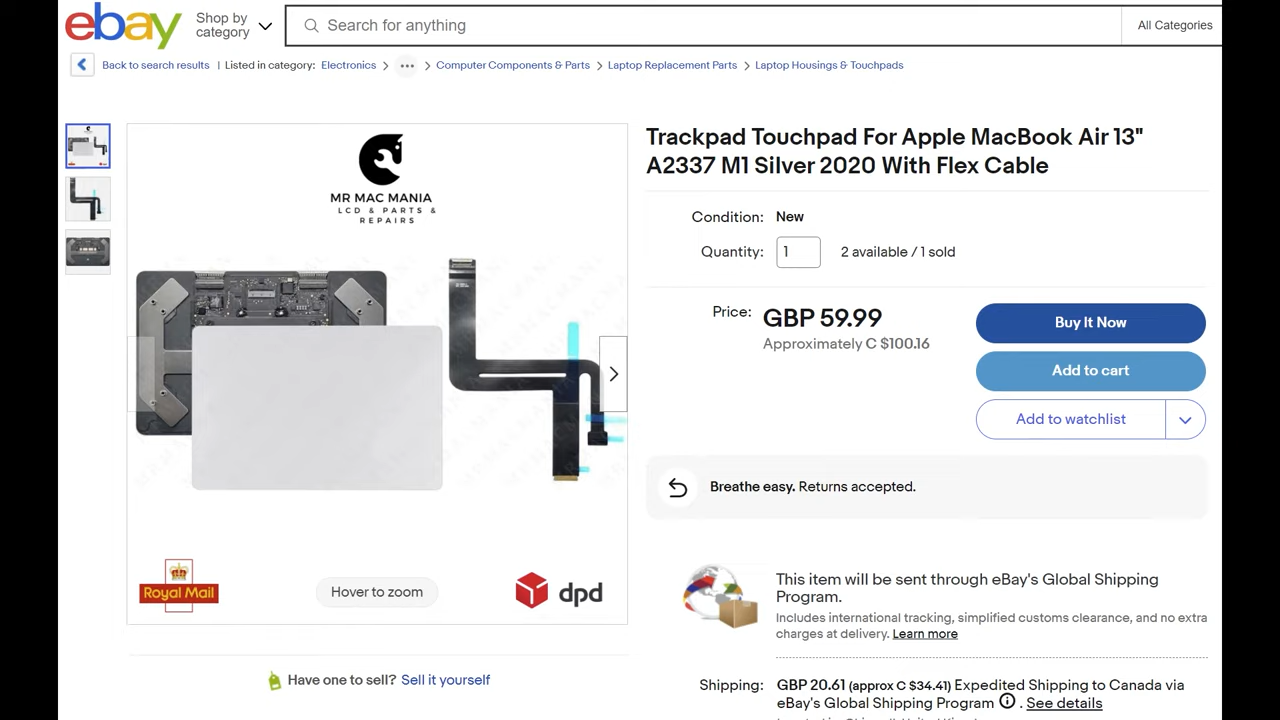 ebay
Shop by
category
Search for anything
All Categories
Back to search results | Listed in category: Electronics > ••• > Computer Components & Parts > Laptop Replacement Parts > Laptop Housings & Touchpads
MR MAC MANIA
LCD & PARTS &
REPAIRS
Royal Mail
Hover to zoom
dpd
Have one to sell? Sell it yourself
Trackpad Touchpad For Apple MacBook Air 13"
A2337 M1 Silver 2020 With Flex Cable
Condition: New
Quantity: 1 2 available / 1 sold
Price: GBP 59.99
Approximately C $100.16
Buy It Now
Add to cart
Add to watchlist
Breathe easy. Returns accepted.
This item will be sent through eBay's Global Shipping
Program.
Includes international tracking, simplified customs clearance, and no extra
charges at delivery. Learn more
Shipping: GBP 20.61 (approx C $34.41) Expedited Shipping to Canada via
eBay's Global Shipping Program . See details